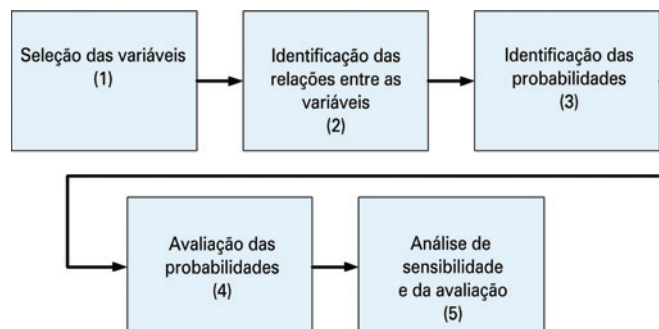 Seleção das variáveis
(1)
Identificação das
relações entre as
variáveis
(2)
Identificação das
probabilidades
(3)
Avaliação das
probabilidades
(4)
Análise de
sensibilidade
e da avaliação
(5)